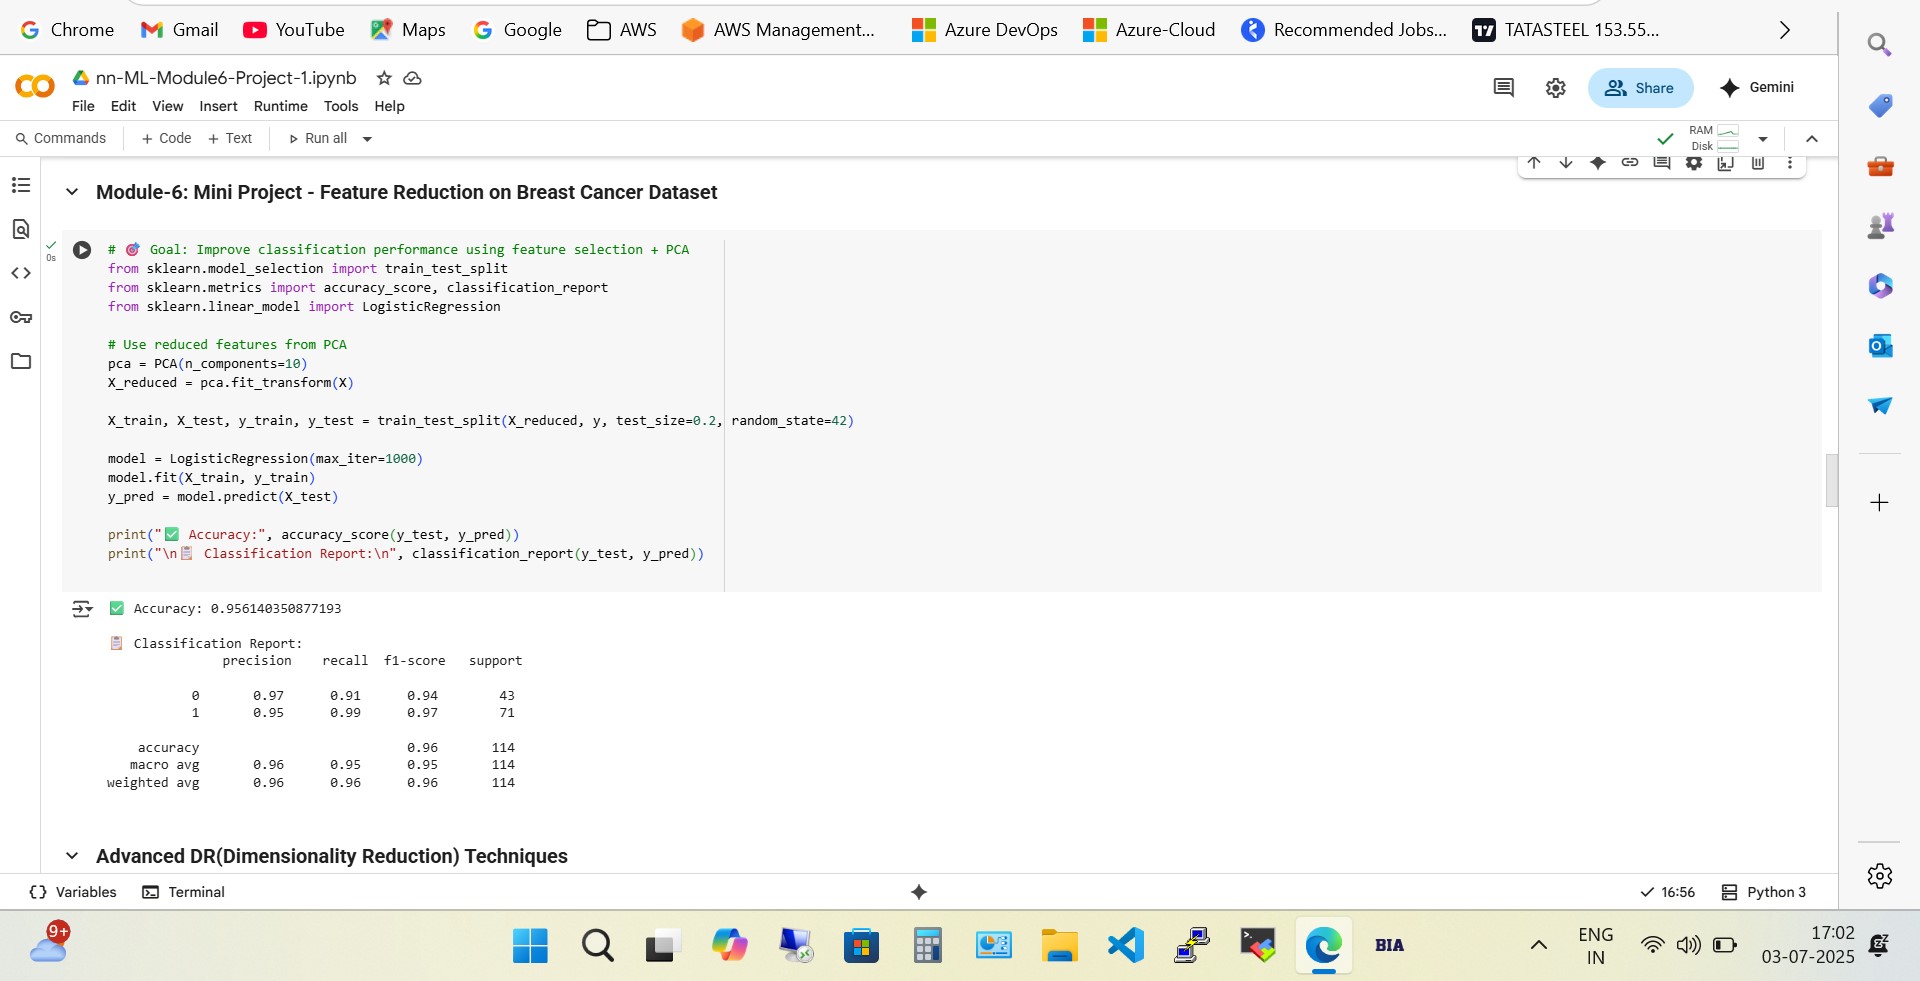 Chrome Gmail YouTube Maps Google AWS AWS Management... Azure DevOps Azure-Cloud Recommended Jobs... TATASTEEL 153.55...
nn-ML-Module6-Project-1.ipynb
File Edit View Insert Runtime Tools Help
Share Gemini
Commands + Code + Text Run all
RAM
Disk
Module-6: Mini Project - Feature Reduction on Breast Cancer Dataset
0s
# 🎯 Goal: Improve classification performance using feature selection + PCA
from sklearn.model_selection import train_test_split
from sklearn.metrics import accuracy_score, classification_report
from sklearn.linear_model import LogisticRegression
# Use reduced features from PCA
pca = PCA(n_components=10)
X_reduced = pca.fit_transform(X)
X_train, X_test, y_train, y_test = train_test_split(X_reduced, y, test_size=0.2, random_state=42)
model = LogisticRegression(max_iter=1000)
model.fit(X_train, y_train)
y_pred = model.predict(X_test)
print("✅ Accuracy:", accuracy_score(y_test, y_pred))
print("\n📋 Classification Report:\n", classification_report(y_test, y_pred))
✅ Accuracy: 0.956140350877193
📋 Classification Report:
precision recall f1-score support
0 0.97 0.91 0.94 43
1 0.95 0.99 0.97 71
accuracy 0.96 114
macro avg 0.96 0.95 0.95 114
weighted avg 0.96 0.96 0.96 114
Advanced DR(Dimensionality Reduction) Techniques
Variables Terminal
16:56 Python 3
9+
BIA
ENG
IN
17:02
03-07-2025